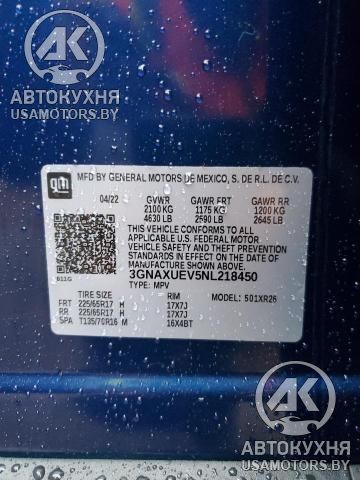 AK
АВТОКУХНЯ
USAMOTORS.BY
gm
MFD BY GENERAL MOTORS DE MEXICO, S. DE R.L. DE C.V.
04/22 GVWR GAWR FRT GAWR RR
2100 KG 1175 KG 1200 KG
4630 LB 2590 LB 2645 LB
THIS VEHICLE CONFORMS TO ALL APPLICABLE
U.S. FEDERAL MOTOR VEHICLE
SAFETY, BUMPER, AND THEFT
PREVENTION STANDARDS IN EFFECT
ON THE DATE OF MANUFACTURE SHOWN ABOVE.
3GNAXUEV5NL218450
611G TYPE: MPV
TIRE SIZE RIM MODEL: 501XR26
FRT 225/65R17 H 17X7J
RR 225/65R17 H 17X7J
SPA T135/70R16 M 16X4BT
AK
АВТОКУХНЯ
USAMOTORS.BY